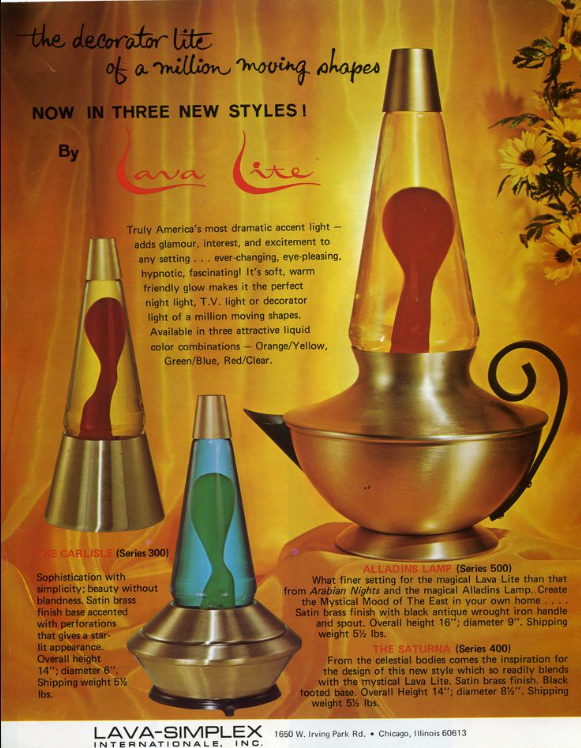 the decorator lite
of a million moving shapes
NOW IN THREE NEW STYLES!
By
Lava Lite
Truly America's most dramatic accent light —
adds glamour, interest, and excitement to
any setting . . . ever-changing, eye-pleasing,
hypnotic, fascinating! It's soft, warm
friendly glow makes it the perfect
night light, T.V. light or decorator
light of a million moving shapes.
Available in three attractive liquid
color combinations — Orange/Yellow,
Green/Blue, Red/Clear.
THE CARLISLE (Series 300)
Sophistication with
simplicity; beauty without
blandness. Satin brass
finish base accented
with perforations
that gives a star-
lit appearance.
Overall height
14"; diameter 6".
Shipping weight 5½
lbs.
ALLADINS LAMP (Series 500)
What finer setting for the magical Lava Lite than that
from Arabian Nights and the magical Alladins Lamp. Create
the Mystical Mood of The East in your own home . . . .
Satin brass finish with black antique wrought iron handle
and spout. Overall height 16"; diameter 9". Shipping
weight 5½ lbs.
THE SATURNA (Series 400)
From the celestial bodies comes the inspiration for
the design of this new style which so readily blends
with the mystical Lava Lite. Satin brass finish. Black
footed base. Overall Height 14"; diameter 8½". Shipping
weight 5½ lbs.
LAVA-SIMPLEX
INTERNATIONALE, INC.
1650 W. Irving Park Rd. • Chicago, Illinois 60613